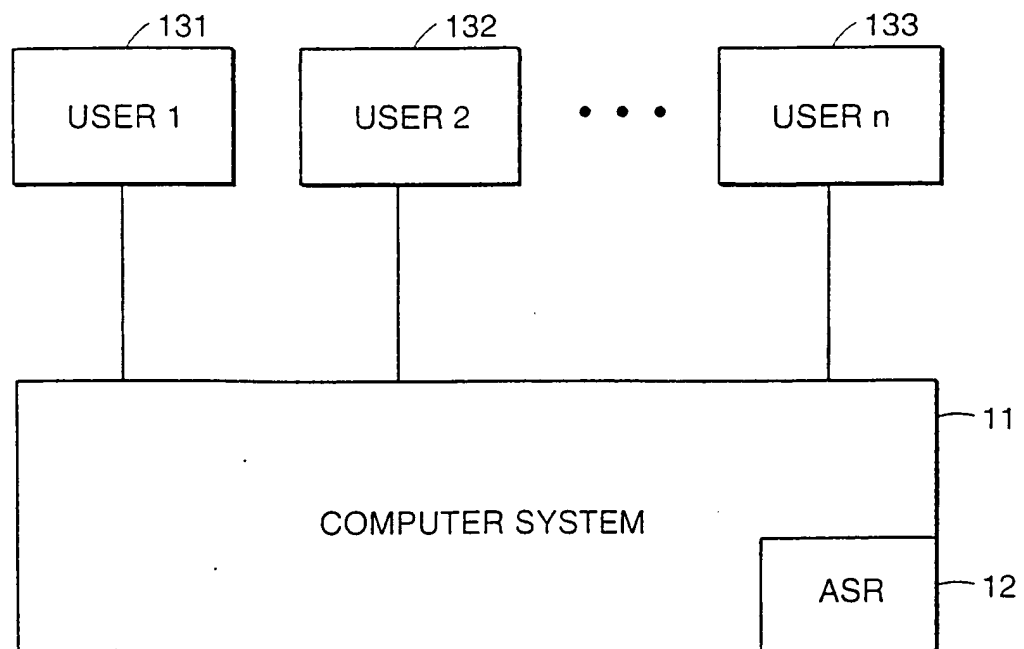 131
132
133
USER 1
USER 2
• • •
USER n
11
COMPUTER SYSTEM
ASR
12